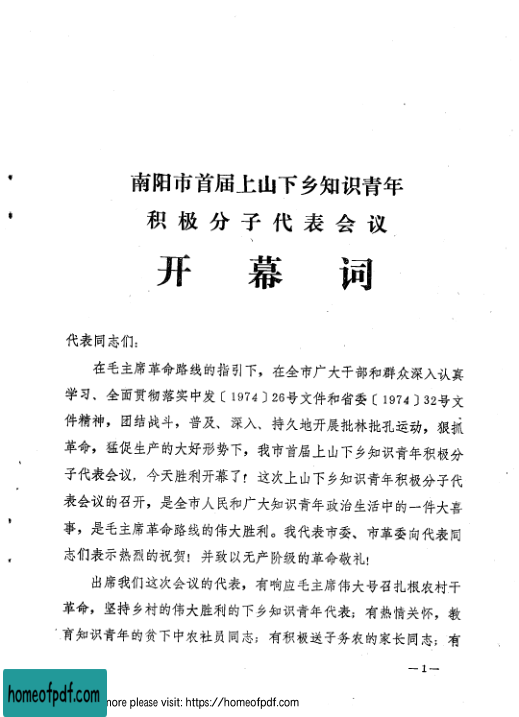 南阳市首届上山下乡知识青年
积极分子代表会议
开幕词
代表同志们：
在毛主席革命路线的指引下，在全市广大干部和群众深入认真
学习、全面贯彻落实中发〔1974〕26号文件和省委〔1974〕32号文
件精神，团结战斗，普及、深入、持久地开展批林批孔运动，狠抓
革命，猛促生产的大好形势下，我市首届上山下乡知识青年积极分
子代表会议，今天胜利开幕了！这次上山下乡知识青年积极分子代
表会议的召开，是全市人民和广大知识青年政治生活中的一件大喜
事，是毛主席革命路线的伟大胜利。我代表市委、市革委向代表同
志们表示热烈的祝贺！并致以无产阶级的革命敬礼！
出席我们这次会议的代表，有响应毛主席伟大号召扎根农村干
革命，坚持乡村的伟大胜利的下乡知识青年代表；有热情关怀，教
育知识青年的贫下中农社员同志；有积极送子务农的家长同志；有
—1—
homeofpdf.com
more please visit: https://homeofpdf.com